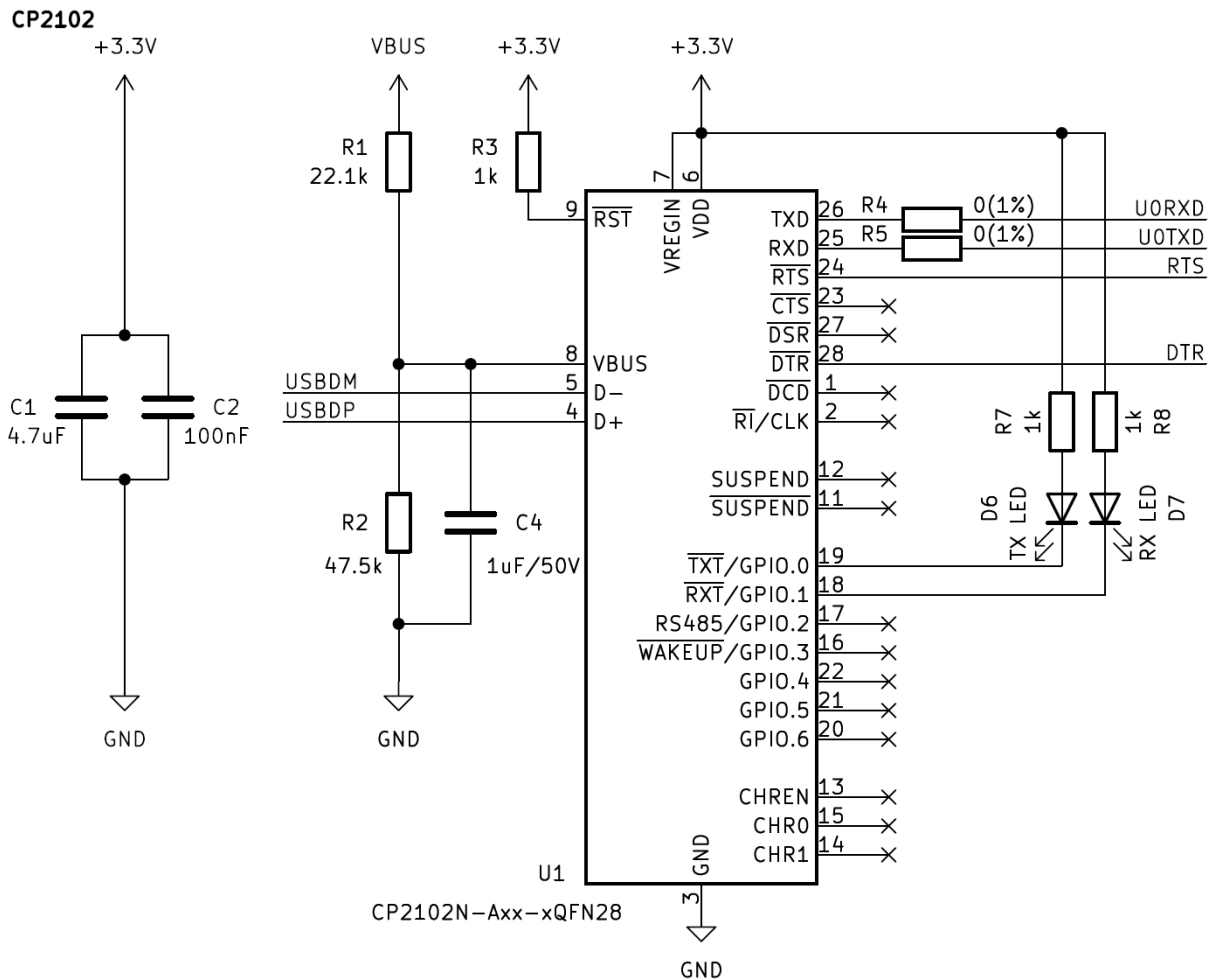 CP2102
+3.3V
VBUS
+3.3V
+3.3V
R1
22.1k
R3
1k
7
6
9
RST
VREGIN
VDD
TXD
26
R4
0(1%)
U0RXD
RXD
25
R5
0(1%)
U0TXD
RTS
24
RTS
CTS
23
DSR
27
8
VBUS
DTR
28
DTR
USBDM
5
D-
DCD
1
USBDP
4
D+
RI/CLK
2
C1
4.7uF
C2
100nF
R7
1k
1k
R8
SUSPEND
12
SUSPEND
11
R2
47.5k
C4
1uF/50V
D6
TX LED
RX LED
D7
TXT/GPIO.0
19
RXT/GPIO.1
18
RS485/GPIO.2
17
WAKEUP/GPIO.3
16
GPIO.4
22
GPIO.5
21
GPIO.6
20
GND
GND
CHREN
13
CHR0
15
CHR1
14
GND
U1
3
CP2102N-Axx-xQFN28
GND